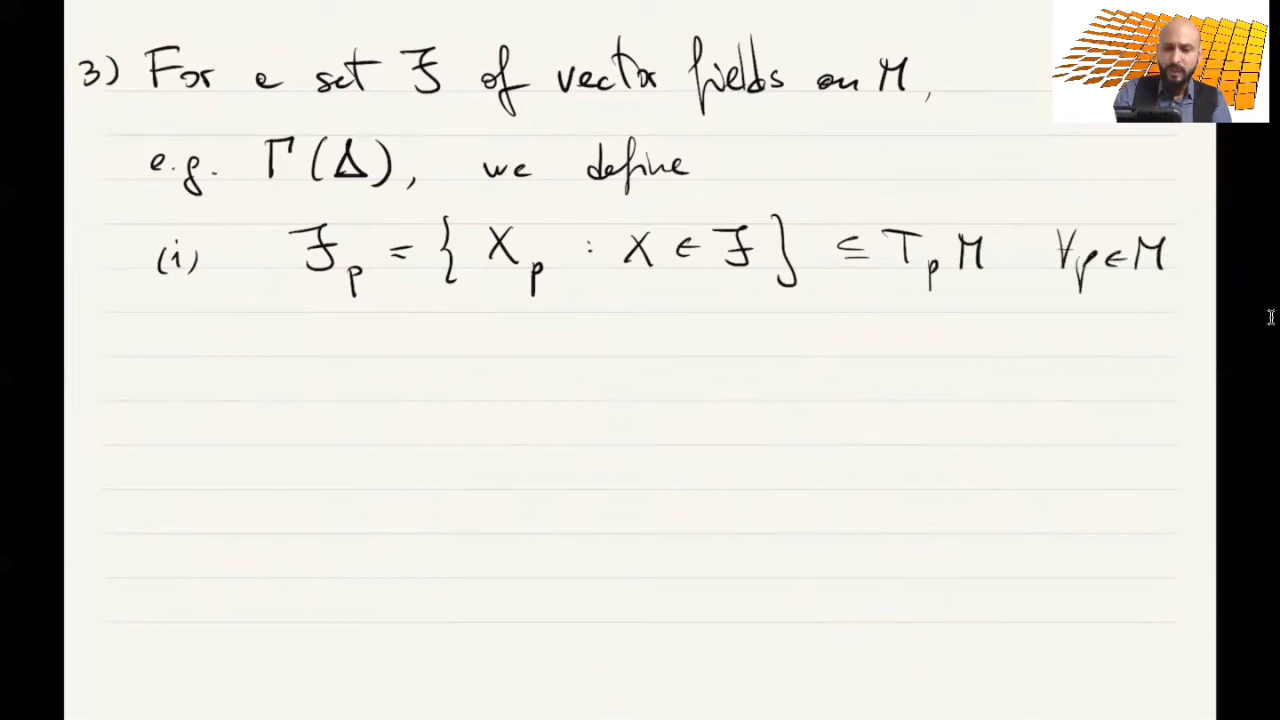 3) For a set ℱ of vector fields on M,
e.g. Γ(Δ), we define
(i) ℱ_p = { X_p : X ∈ ℱ } ⊆ T_p M ∀p∈M